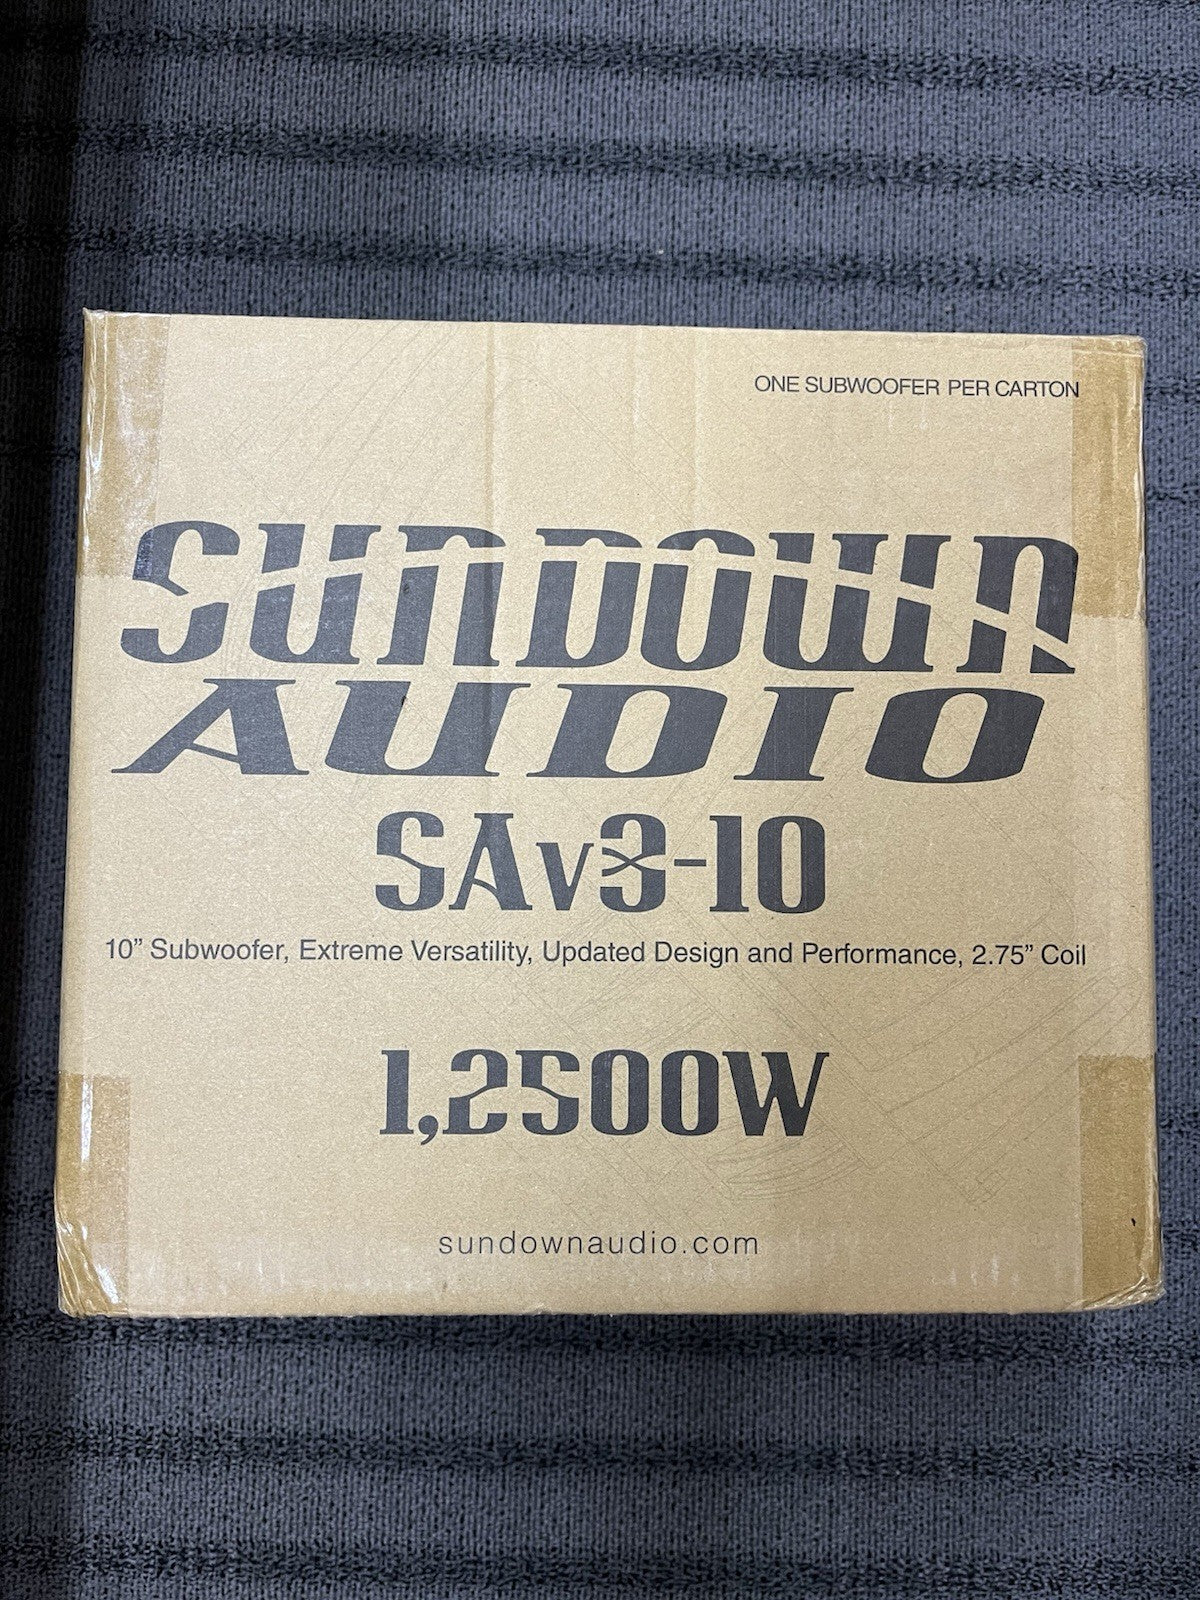 ONE SUBWOOFER PER CARTON
SUNDOWN
AUDIO
SAv3-10
10” Subwoofer, Extreme Versatility, Updated Design and Performance, 2.75” Coil
1,2500W
sundownaudio.com